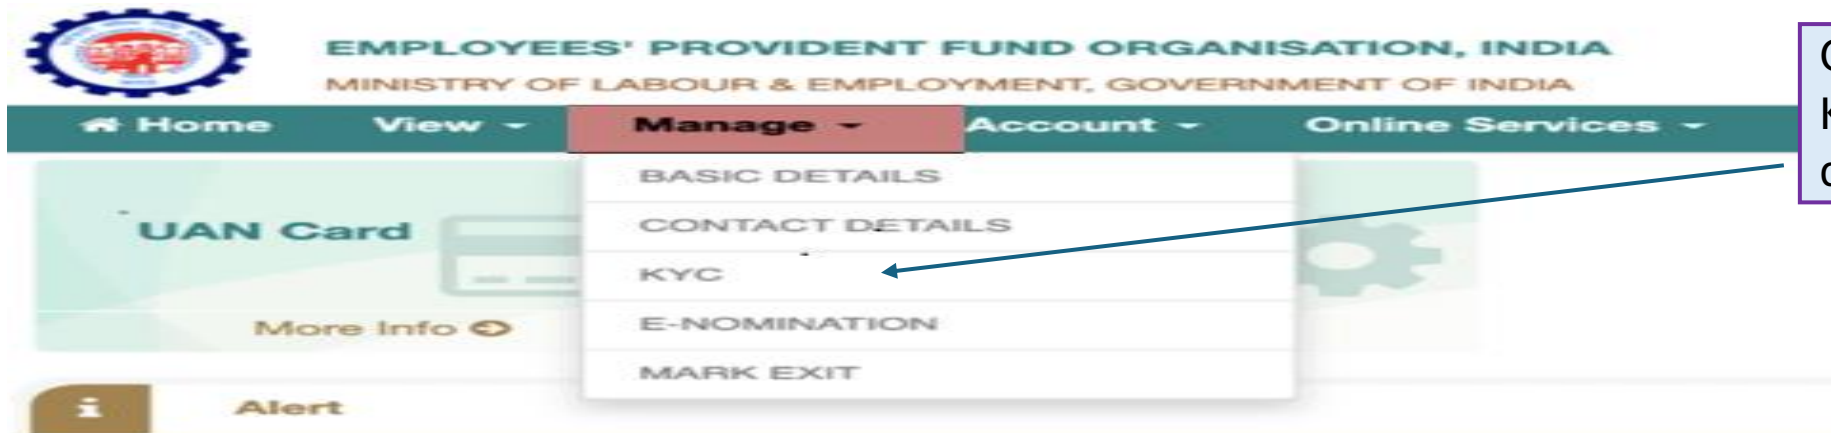 EMPLOYEES' PROVIDENT FUND ORGANISATION, INDIA
MINISTRY OF LABOUR & EMPLOYMENT, GOVERNMENT OF INDIA
Home View Manage Account Online Services
BASIC DETAILS
UAN Card
CONTACT DETAILS
KYC
More Info
E-NOMINATION
MARK EXIT
i Alert